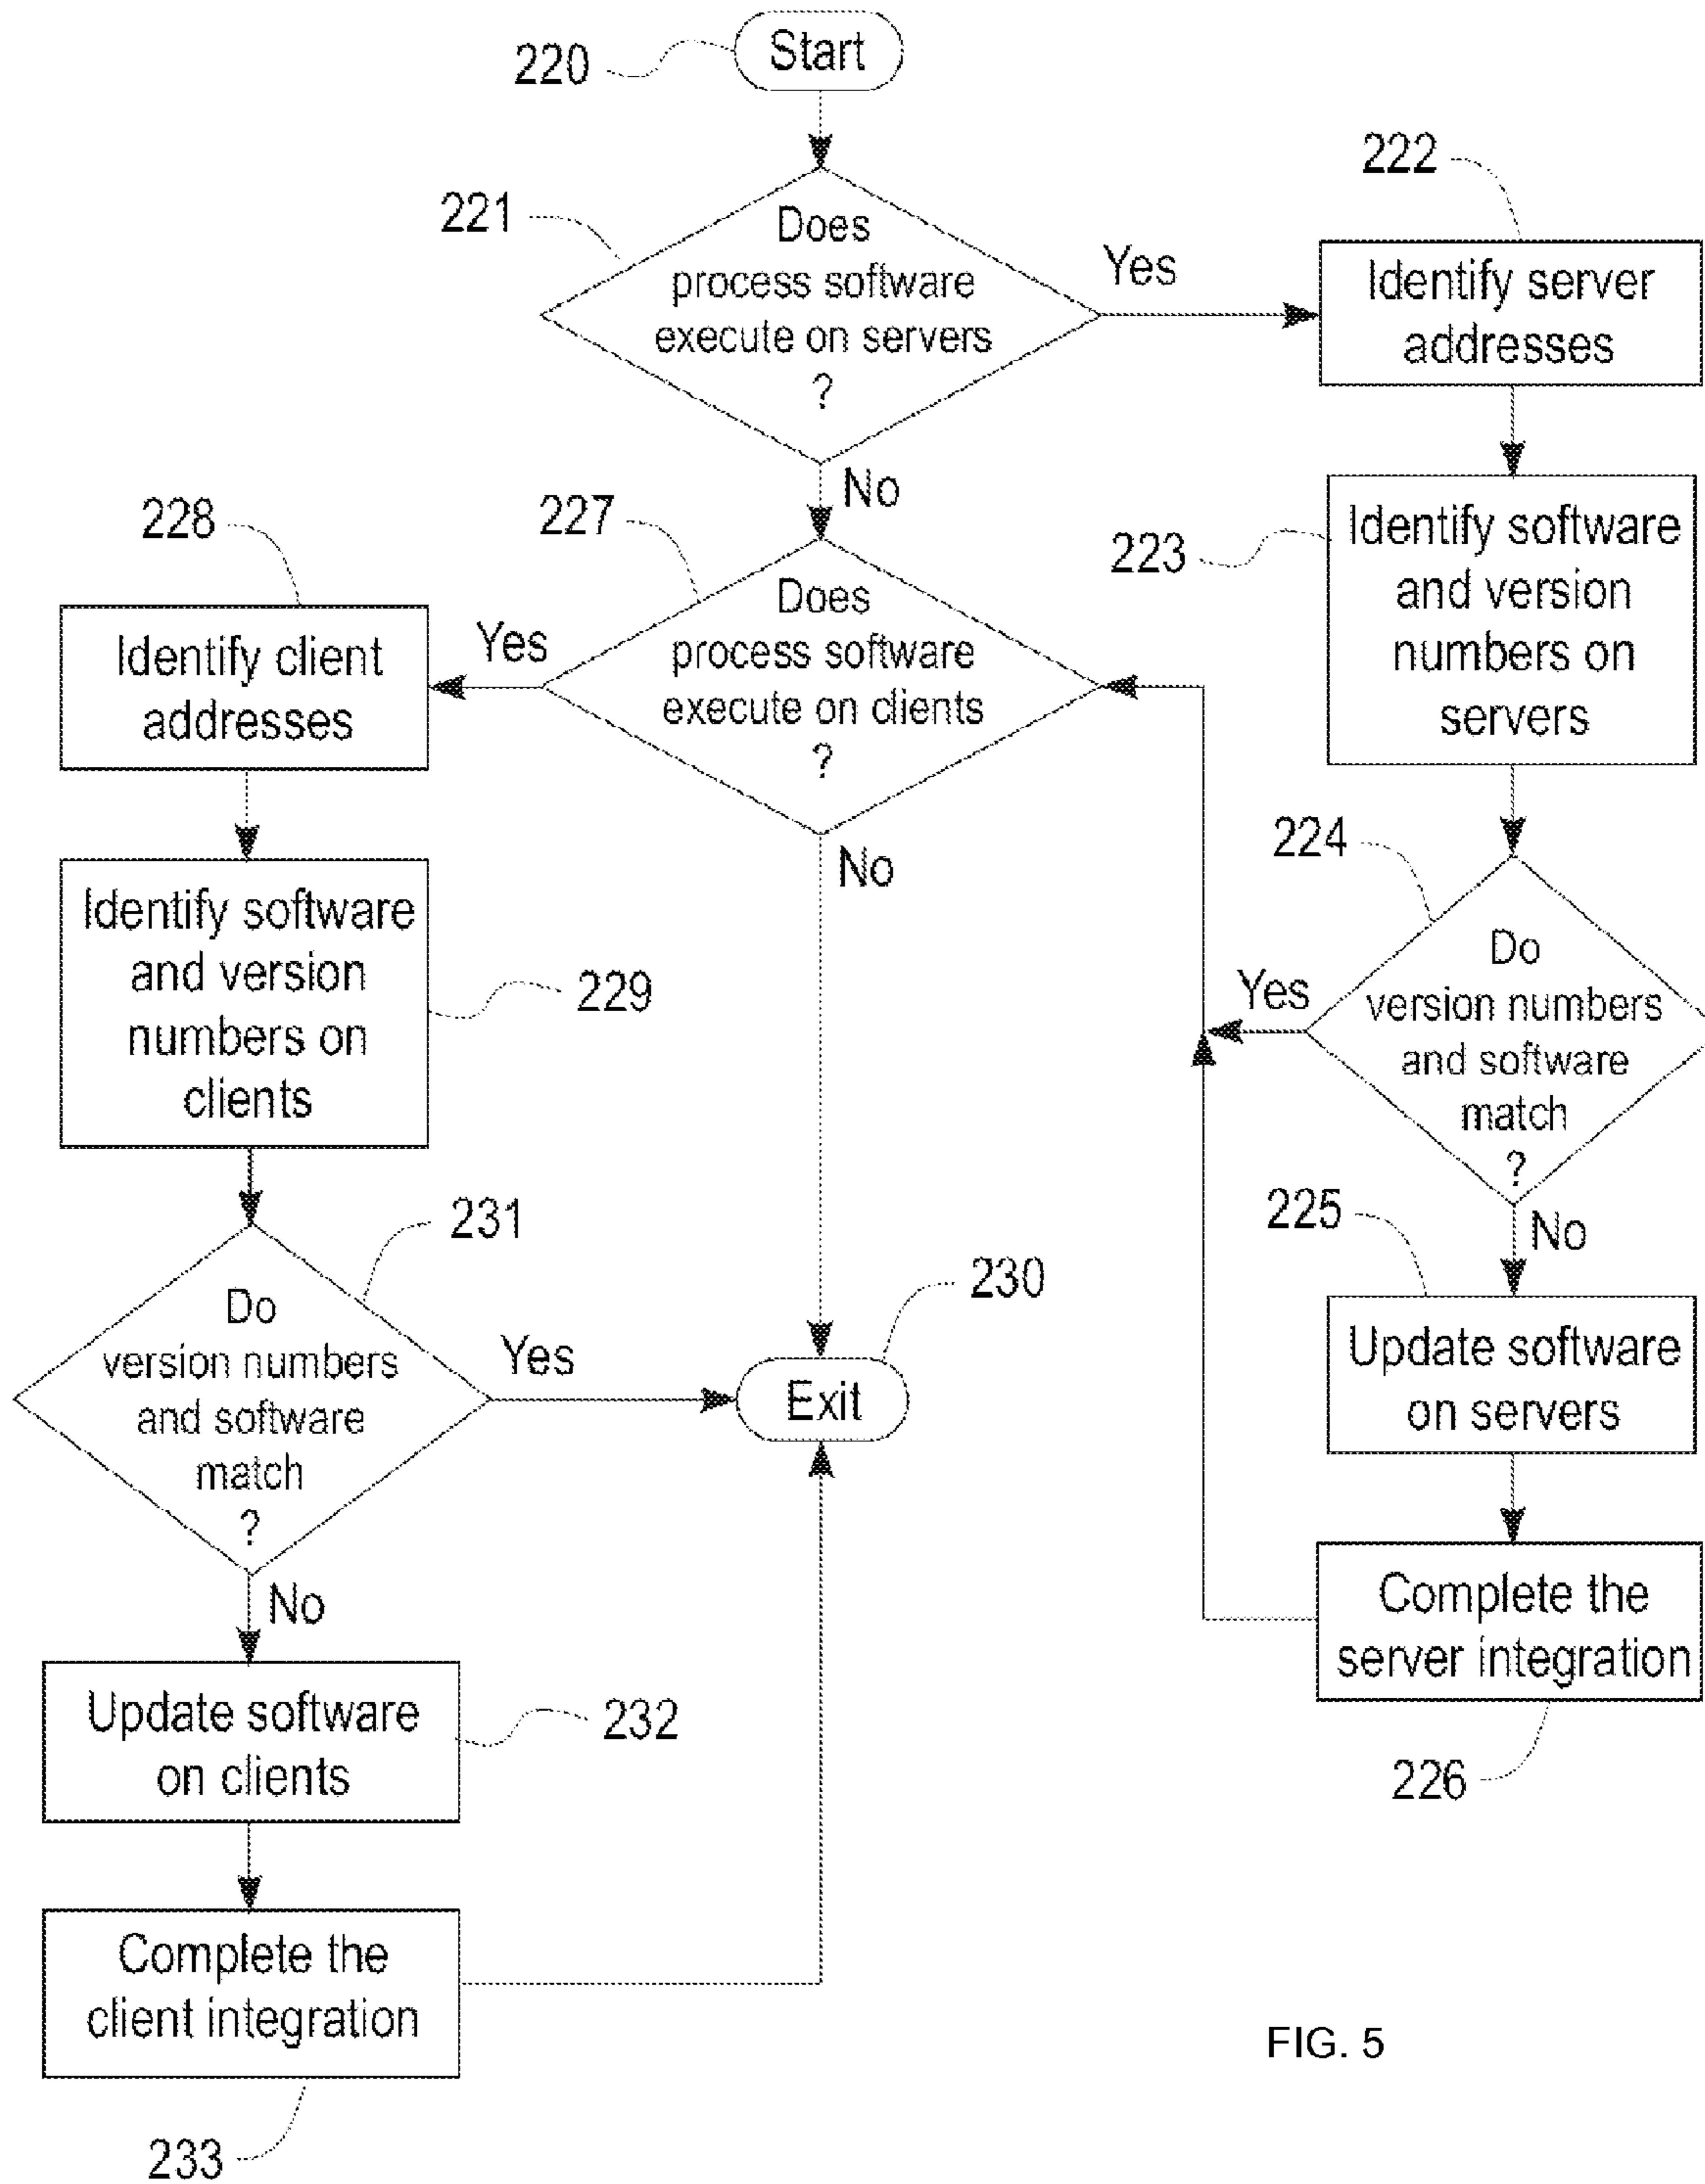 220
Start
221
Does
process software
execute on servers
?
Yes
No
222
Identify server
addresses
223
Identify software
and version
numbers on
servers
224
Do
version numbers
and software
match
?
Yes
No
225
Update software
on servers
Complete the
server integration
226
227
Does
process software
execute on clients
?
Yes
No
228
Identify client
addresses
Identify software
and version
numbers on
clients
229
231
Do
version numbers
and software
match
?
Yes
No
230
Exit
Update software
on clients
232
Complete the
client integration
233
FIG. 5